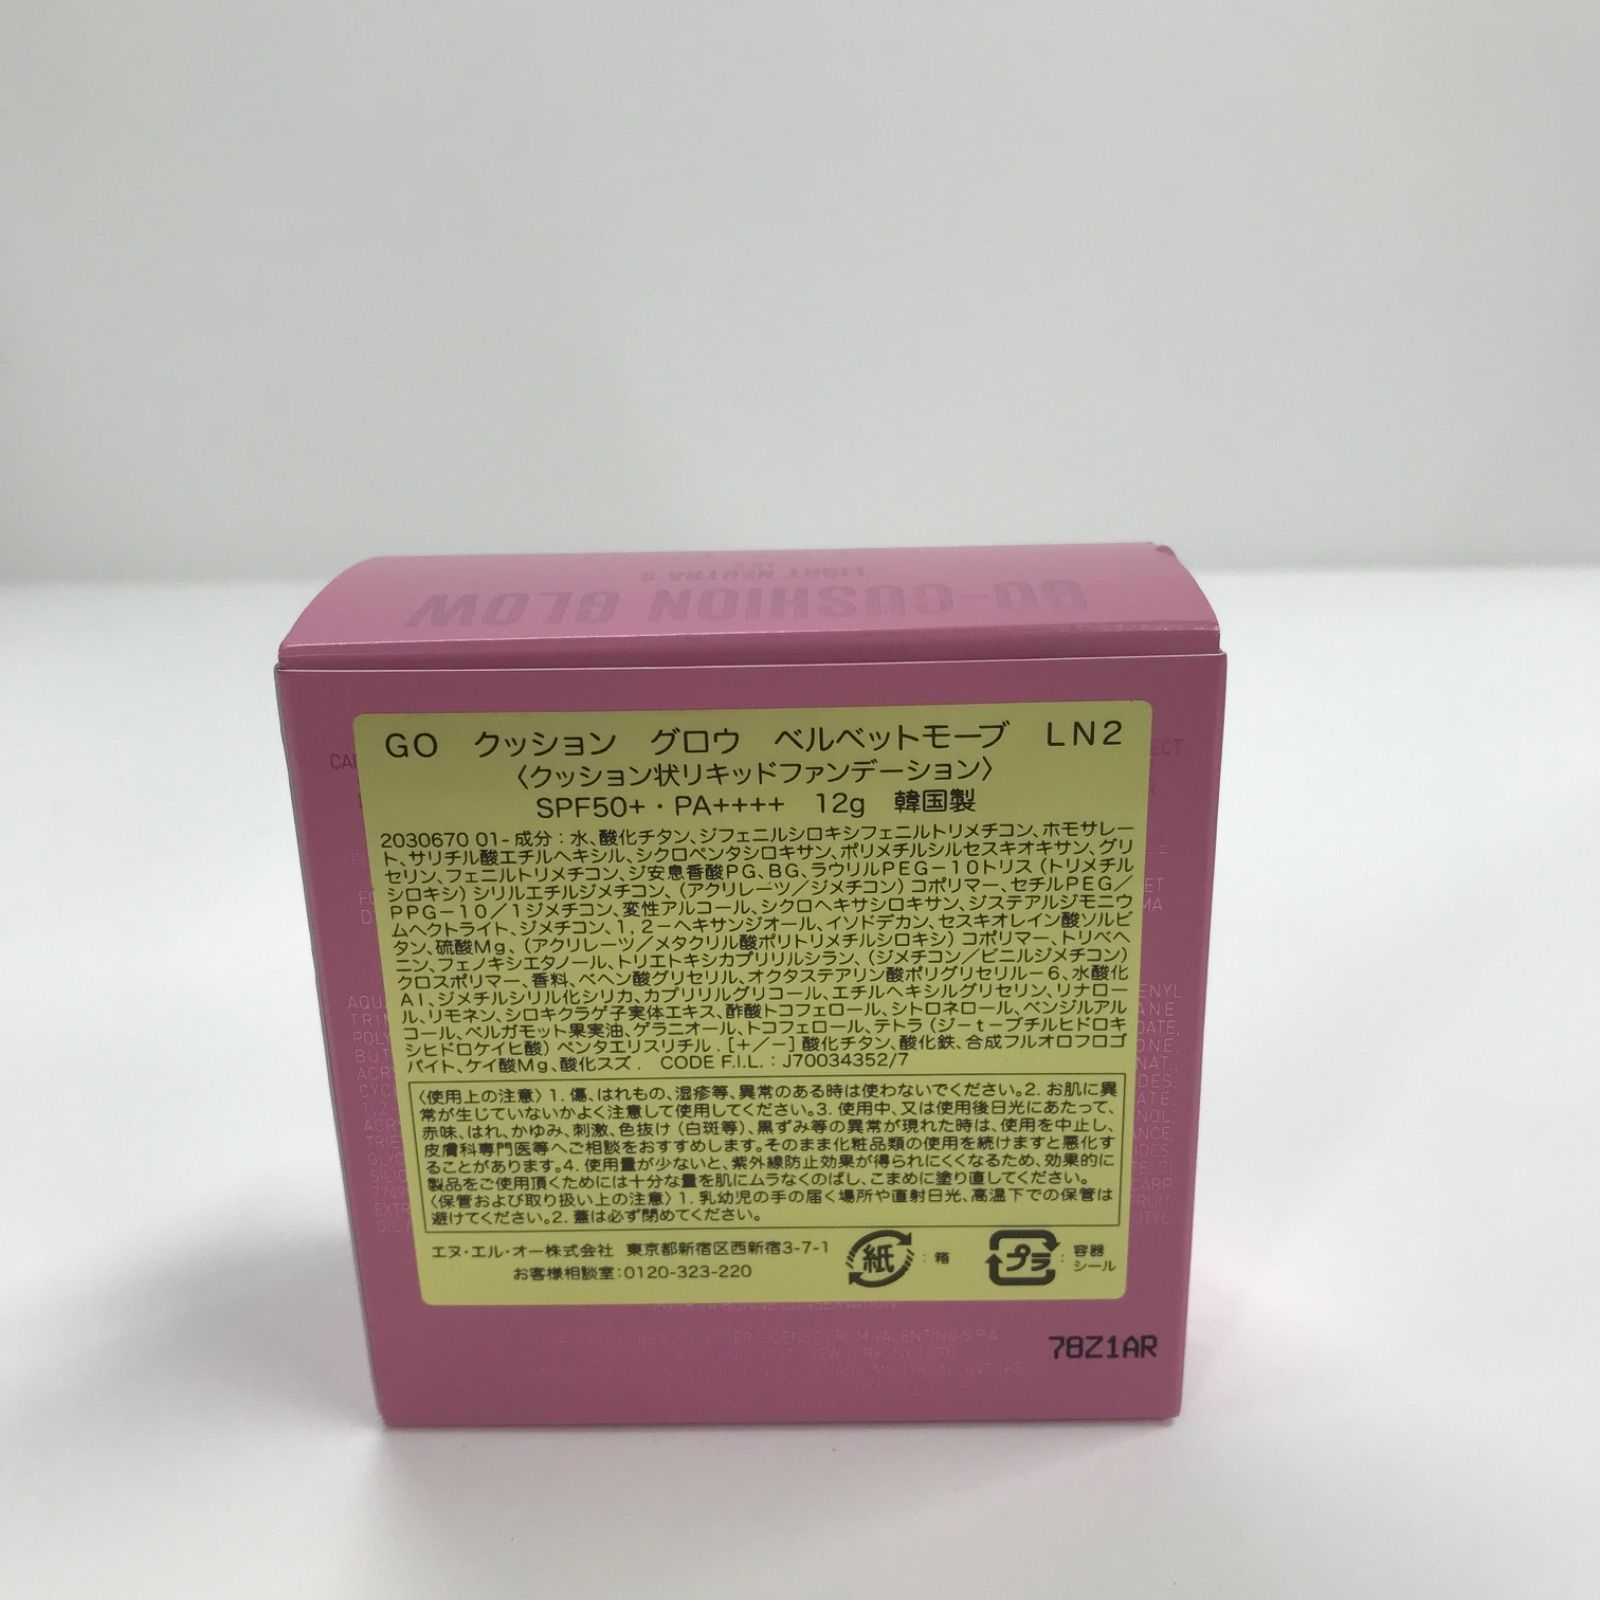 GO-CUSHION GLOW
LIGHT NEUTRA 2
LN2
GO クッション グロウ ベルベットモーブ LN2
〈クッション状リキッドファンデーション〉
SPF50+・PA++++ 12g 韓国製
2030670 01-成分：水、酸化チタン、ジフェニルシロキシフェニルトリメチコン、ホモサレー
ト、サリチル酸エチルヘキシル、シクロペンタシロキサン、ポリメチルシルセスキオキサン、グリ
セリン、フェニルトリメチコン、ジ安息香酸PG、BG、ラウリルPEG－10トリス（トリメチル
シロキシ）シリルエチルジメチコン、（アクリレーツ／ジメチコン）コポリマー、セチルPEG／
PPG－10／1ジメチコン、変性アルコール、シクロヘキサシロキサン、ジステアルジモニウ
ムヘクトライト、ジメチコン、1，2－ヘキサンジオール、イソドデカン、セスキオレイン酸ソルビ
タン、硫酸Mg、（アクリレーツ／メタクリル酸ポリトリメチルシロキシ）コポリマー、トリベヘ
ニン、フェノキシエタノール、トリエトキシカプリリルシラン、（ジメチコン／ビニルジメチコン）
クロスポリマー、香料、ベヘン酸グリセリル、オクタステアリン酸ポリグリセリル－6、水酸化
Al、ジメチルシリル化シリカ、カプリリルグリコール、エチルヘキシルグリセリン、リナロー
ル、リモネン、シロキクラゲ子実体エキス、酢酸トコフェロール、シトロネロール、ベンジルアル
コール、ベルガモット果実油、ゲラニオール、トコフェロール、テトラ（ジ－t－ブチルヒドロキ
シヒドロケイヒ酸）ペンタエリスリチル．［＋／－］酸化チタン、酸化鉄、合成フルオロフロゴ
パイト、ケイ酸Mg、酸化スズ． CODE F.I.L.：J70034352/7
〈使用上の注意〉1．傷、はれもの、湿疹等、異常のある時は使わないでください。2．お肌に異
常が生じていないかよく注意して使用してください。3．使用中、又は使用後日光にあたって、
赤味、はれ、かゆみ、刺激、色抜け（白斑等）、黒ずみ等の異常が現れた時は、使用を中止し、
皮膚科専門医等へご相談をおすすめします。そのまま化粧品類の使用を続けますと悪化す
ることがあります。4．使用量が少ないと、紫外線防止効果が得られにくくなるため、効果的に
製品をご使用頂くためには十分な量を肌にムラなくのばし、こまめに塗り直してください。
〈保管および取り扱い上の注意〉1．乳幼児の手の届く場所や直射日光、高温下での保管は
避けてください。2．蓋は必ず閉めてください。
エヌ・エル・オー株式会社 東京都新宿区西新宿3-7-1
お客様相談室：0120-323-220
紙：箱
プラ：容器
シール
78Z1AR